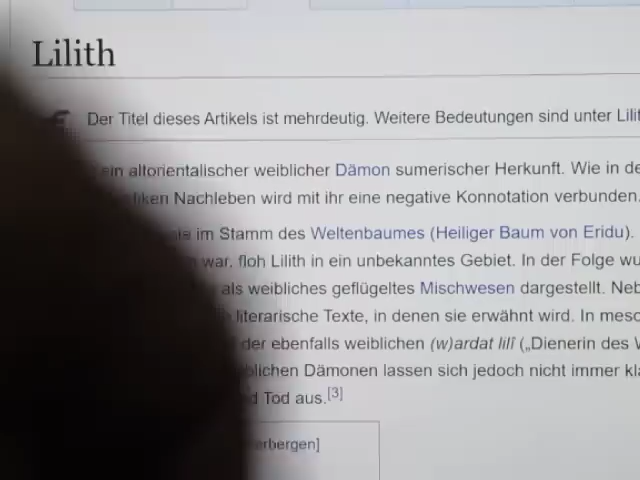 Lilith
Der Titel dieses Artikels ist mehrdeutig. Weitere Bedeutungen sind unter Lilit
ein altorientalischer weiblicher Dämon sumerischer Herkunft. Wie in de
Nachleben wird mit ihr eine negative Konnotation verbunden.
im Stamm des Weltenbaumes (Heiliger Baum von Eridu).
war, floh Lilith in ein unbekanntes Gebiet. In der Folge wu
als weibliches geflügeltes Mischwesen dargestellt. Neb
literarische Texte, in denen sie erwähnt wird. In meso
der ebenfalls weiblichen (w)ardat lilî („Dienerin des W
blichen Dämonen lassen sich jedoch nicht immer kla
d Tod aus.[3]
erbergen]